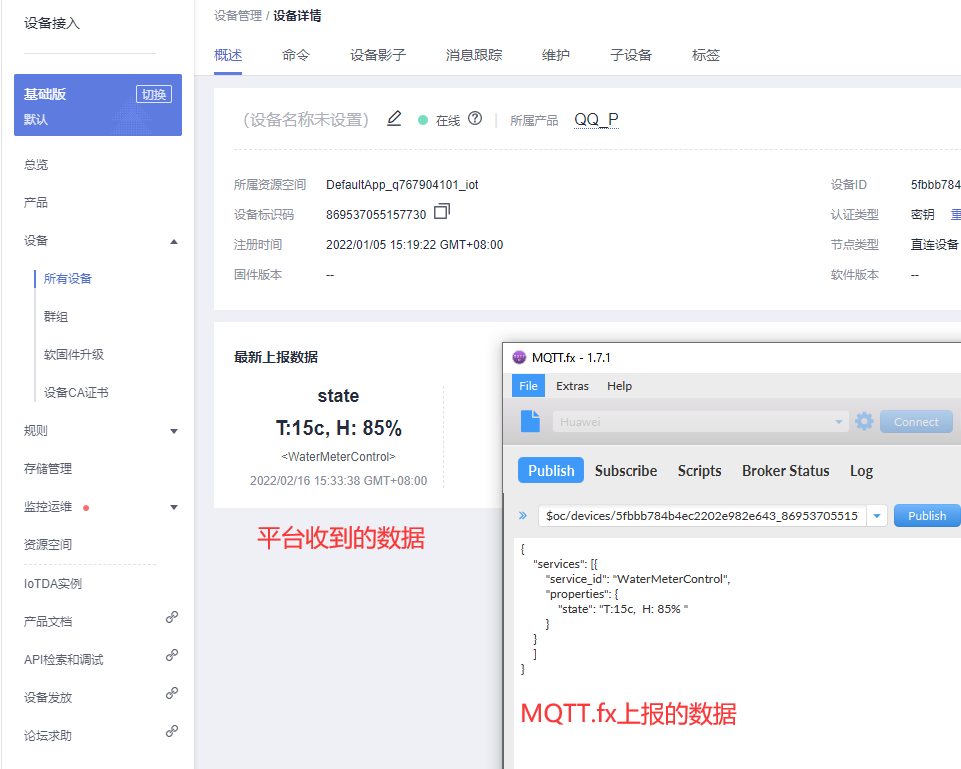 设备接入
基础版
切换
默认
总览
产品
设备
所有设备
群组
软固件升级
设备CA证书
规则
存储管理
监控运维
资源空间
IoTDA实例
产品文档
API检索和调试
设备发放
论坛求助
设备管理 / 设备详情
概述 命令 设备影子 消息跟踪 维护 子设备 标签
(设备名称未设置) 在线 所属产品 QQ_P
所属资源空间 DefaultApp_q767904101_iot 设备ID 5fbbb784
设备标识码 869537055157730 认证类型 密钥 重
注册时间 2022/01/05 15:19:22 GMT+08:00 节点类型 直连设备
固件版本 -- 软件版本 --
最新上报数据
state
T:15c, H: 85%
<WaterMeterControl>
2022/02/16 15:33:38 GMT+08:00
平台收到的数据
MQTT.fx - 1.7.1
File Extras Help
Huawei Connect
Publish Subscribe Scripts Broker Status Log
$oc/devices/5fbbb784b4ec2202e982e643_86953705515 Publish
{
"services": [{
"service_id": "WaterMeterControl",
"properties": {
"state": "T:15c,  H: 85% "
}
}
]
}
MQTT.fx上报的数据